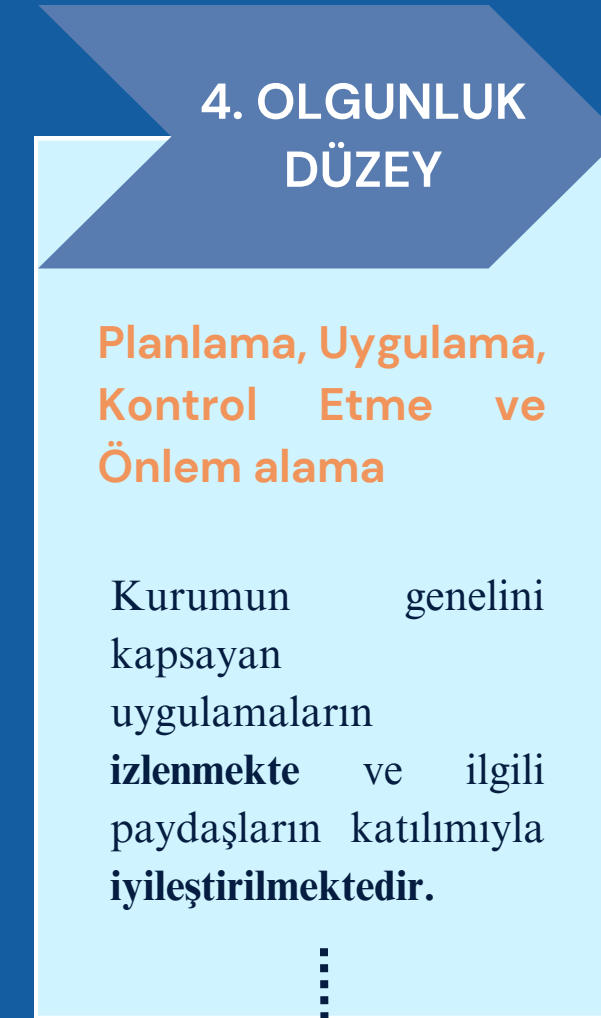 4. OLGUNLUK
DÜZEY
Planlama, Uygulama,
Kontrol Etme ve
Önlem alama
Kurumun genelini
kapsayan
uygulamaların
izlenmekte ve ilgili
paydaşların katılımıyla
iyileştirilmektedir.